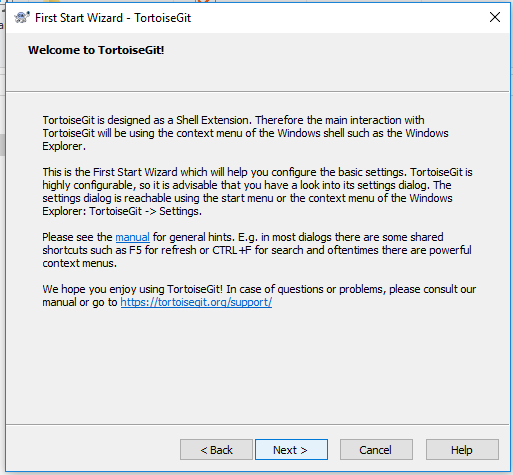 First Start Wizard - TortoiseGit
Welcome to TortoiseGit!
TortoiseGit is designed as a Shell Extension. Therefore the main interaction with
TortoiseGit will be using the context menu of the Windows shell such as the Windows
Explorer.
This is the First Start Wizard which will help you configure the basic settings. TortoiseGit is
highly configurable, so it is advisable that you have a look into its settings dialog. The
settings dialog is reachable using the start menu or the context menu of the Windows
Explorer: TortoiseGit -> Settings.
Please see the manual for general hints. E.g. in most dialogs there are some shared
shortcuts such as F5 for refresh or CTRL+F for search and oftentimes there are powerful
context menus.
We hope you enjoy using TortoiseGit! In case of questions or problems, please consult our
manual or go to https://tortoisegit.org/support/
< Back
Next >
Cancel
Help